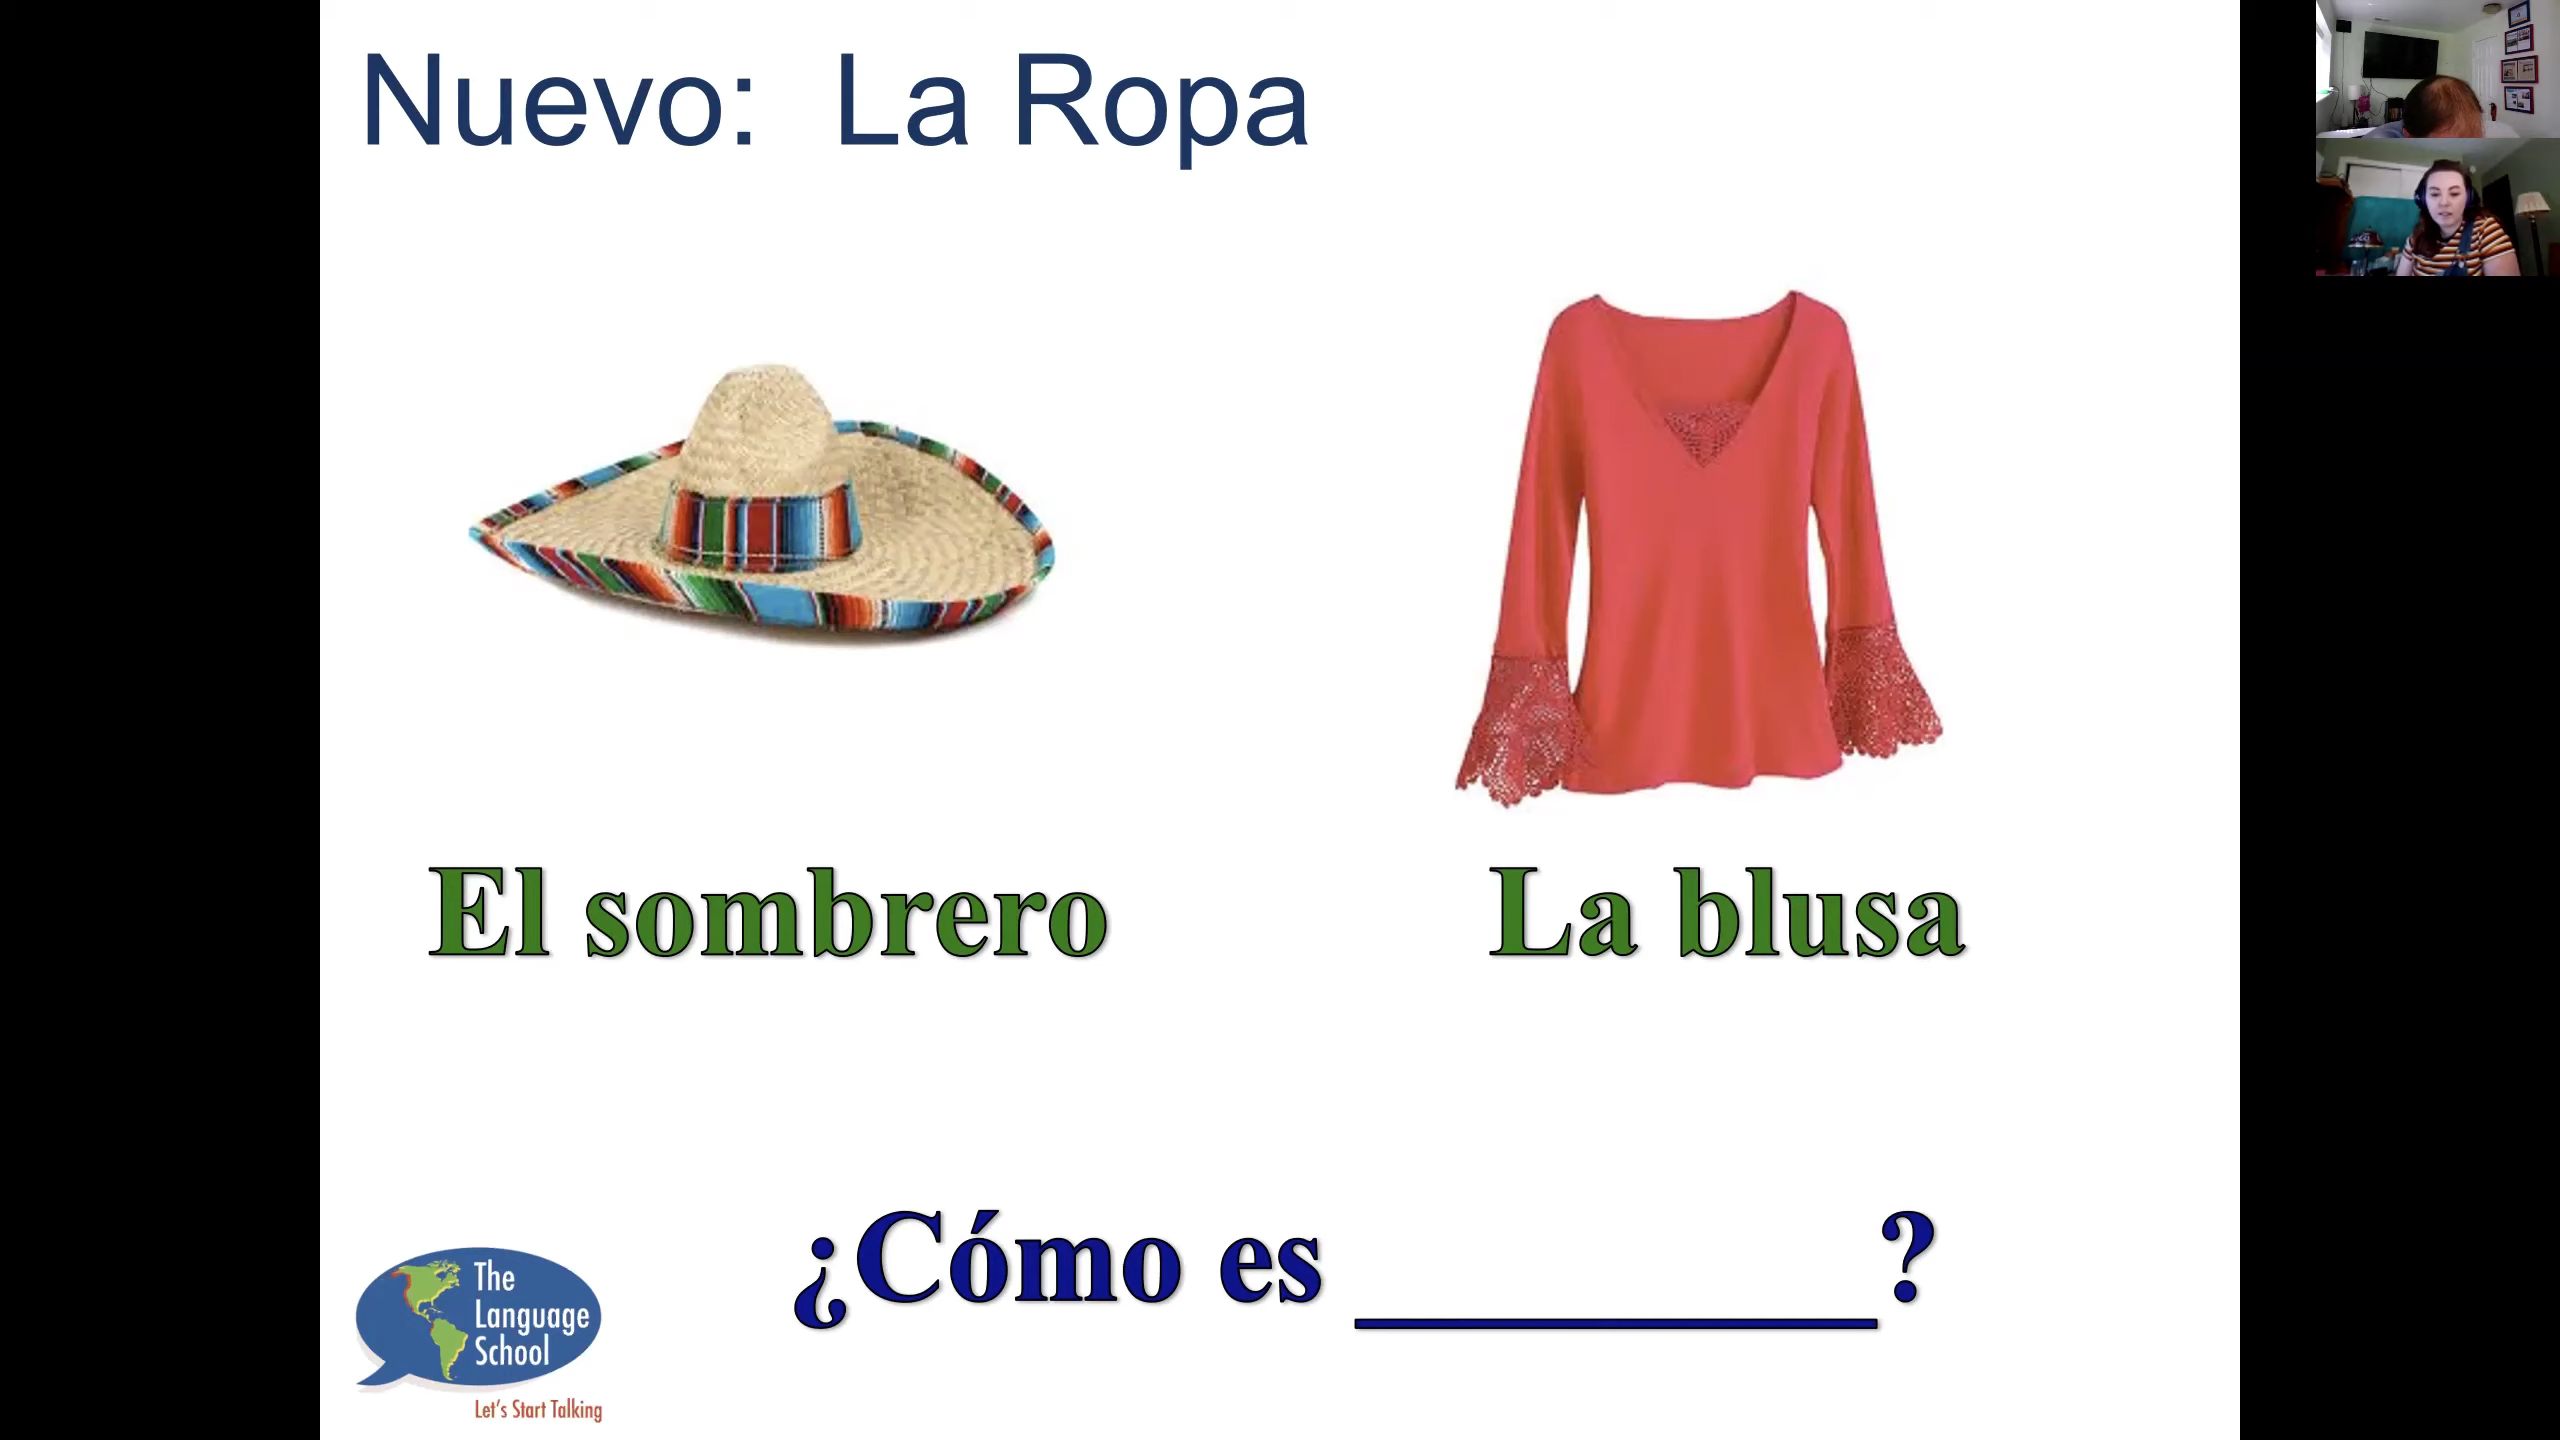 Nuevo: La Ropa
El sombrero
La blusa
¿Cómo es ________?
The
Language
School
Let's Start Talking